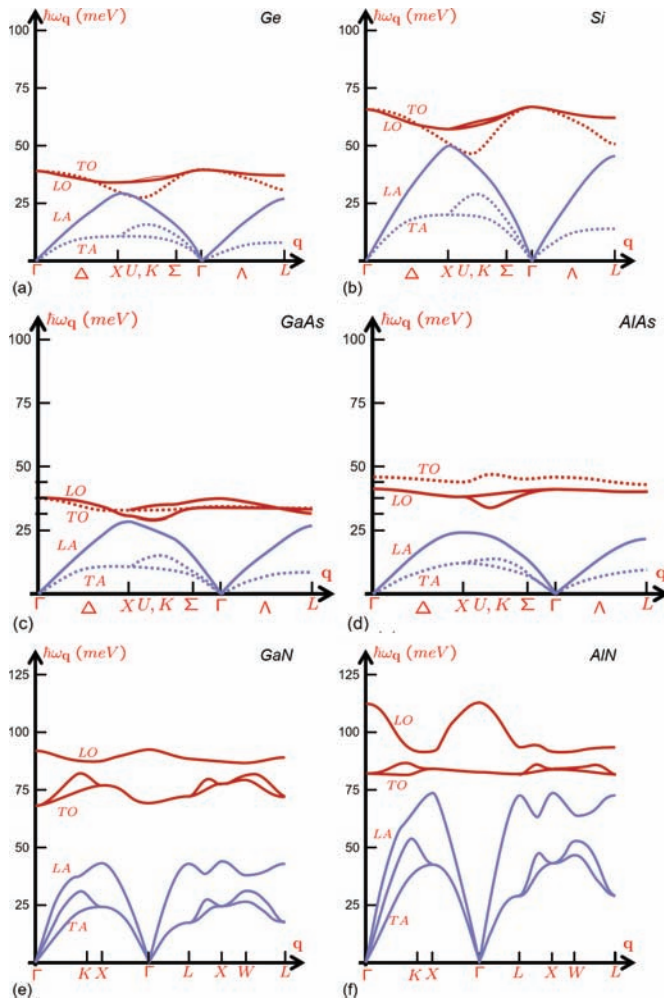 ħω_q (meV) Ge
100
75
50
25
TO
LO
LA
TA
q
Γ Δ X U, K Σ Γ Λ L
(a)
ħω_q (meV) Si
100
75
50
25
TO
LO
LA
TA
q
Γ Δ X U, K Σ Γ Λ L
(b)
ħω_q (meV) GaAs
100
75
50
25
LO
TO
LA
TA
q
Γ Δ X U, K Σ Γ Λ L
(c)
ħω_q (meV) AlAs
100
75
50
25
TO
LO
LA
TA
q
Γ Δ X U, K Σ Γ Λ L
(d)
ħω_q (meV) GaN
125
100
75
50
25
LO
TO
LA
TA
q
Γ K X Γ L X W L
(e)
ħω_q (meV) AlN
125
100
75
50
25
LO
TO
LA
TA
q
Γ K X Γ L X W L
(f)